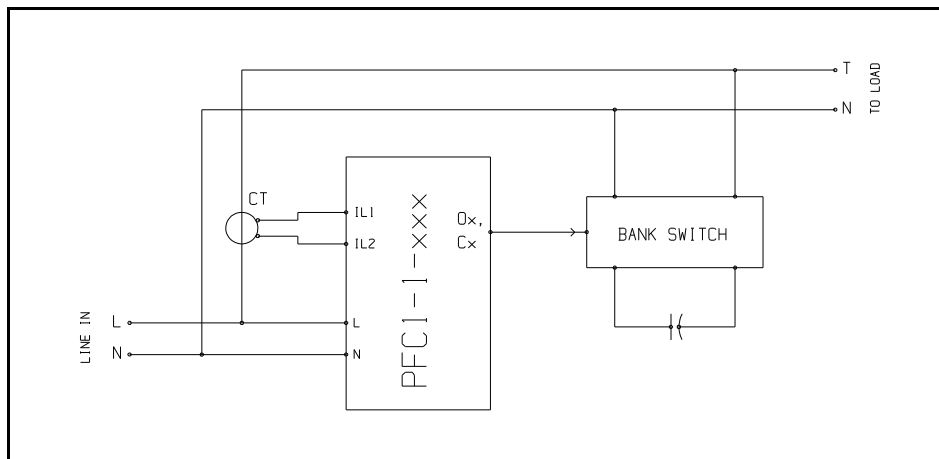 T
TO LOAD
N
CT
IL1
IL2
PFC1-1-XXX
Ox,
Cx
BANK SWITCH
LINE IN
L
L
N
N